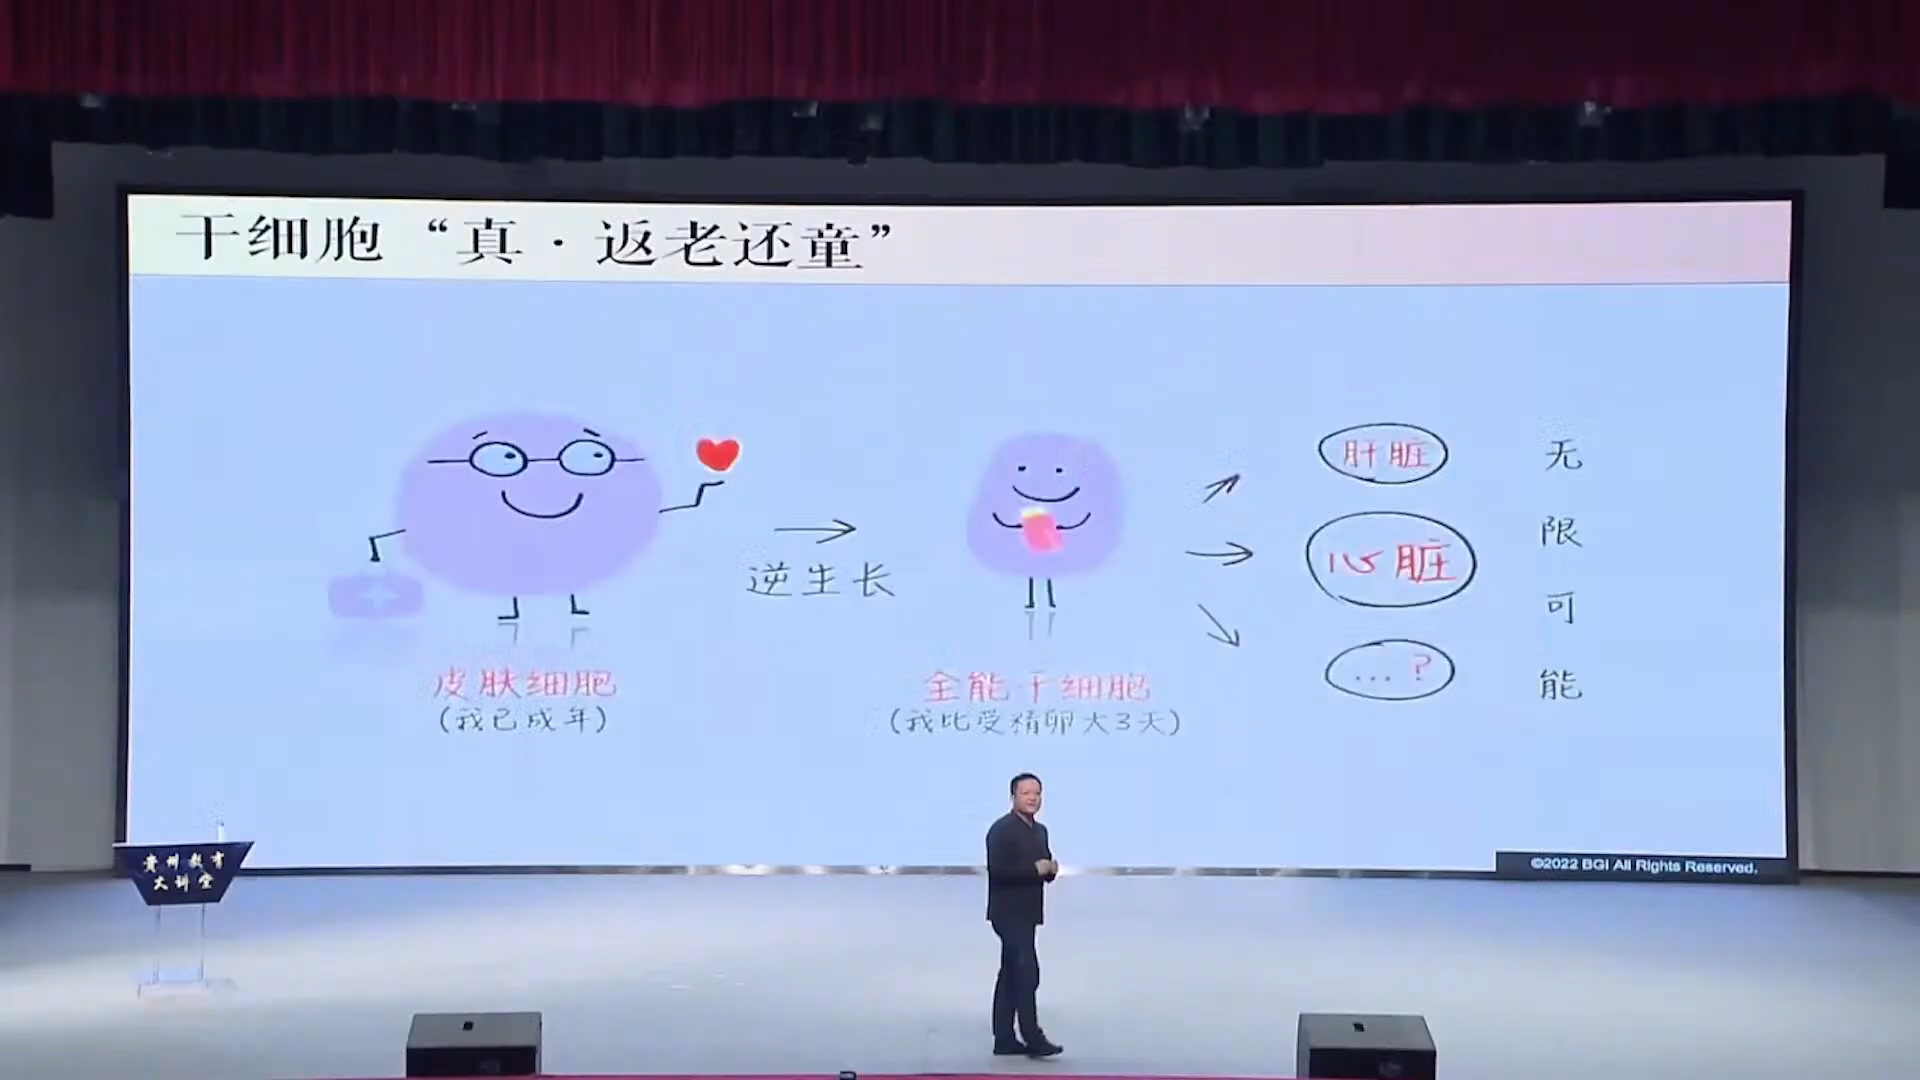 干细胞“真·返老还童”
肝脏
心脏
...?
无
限
可
能
逆生长
皮肤细胞
(我已成年)
全能干细胞
(我比受精卵大3天)
贵州教育
大讲堂
©2022 BGI All Rights Reserved.